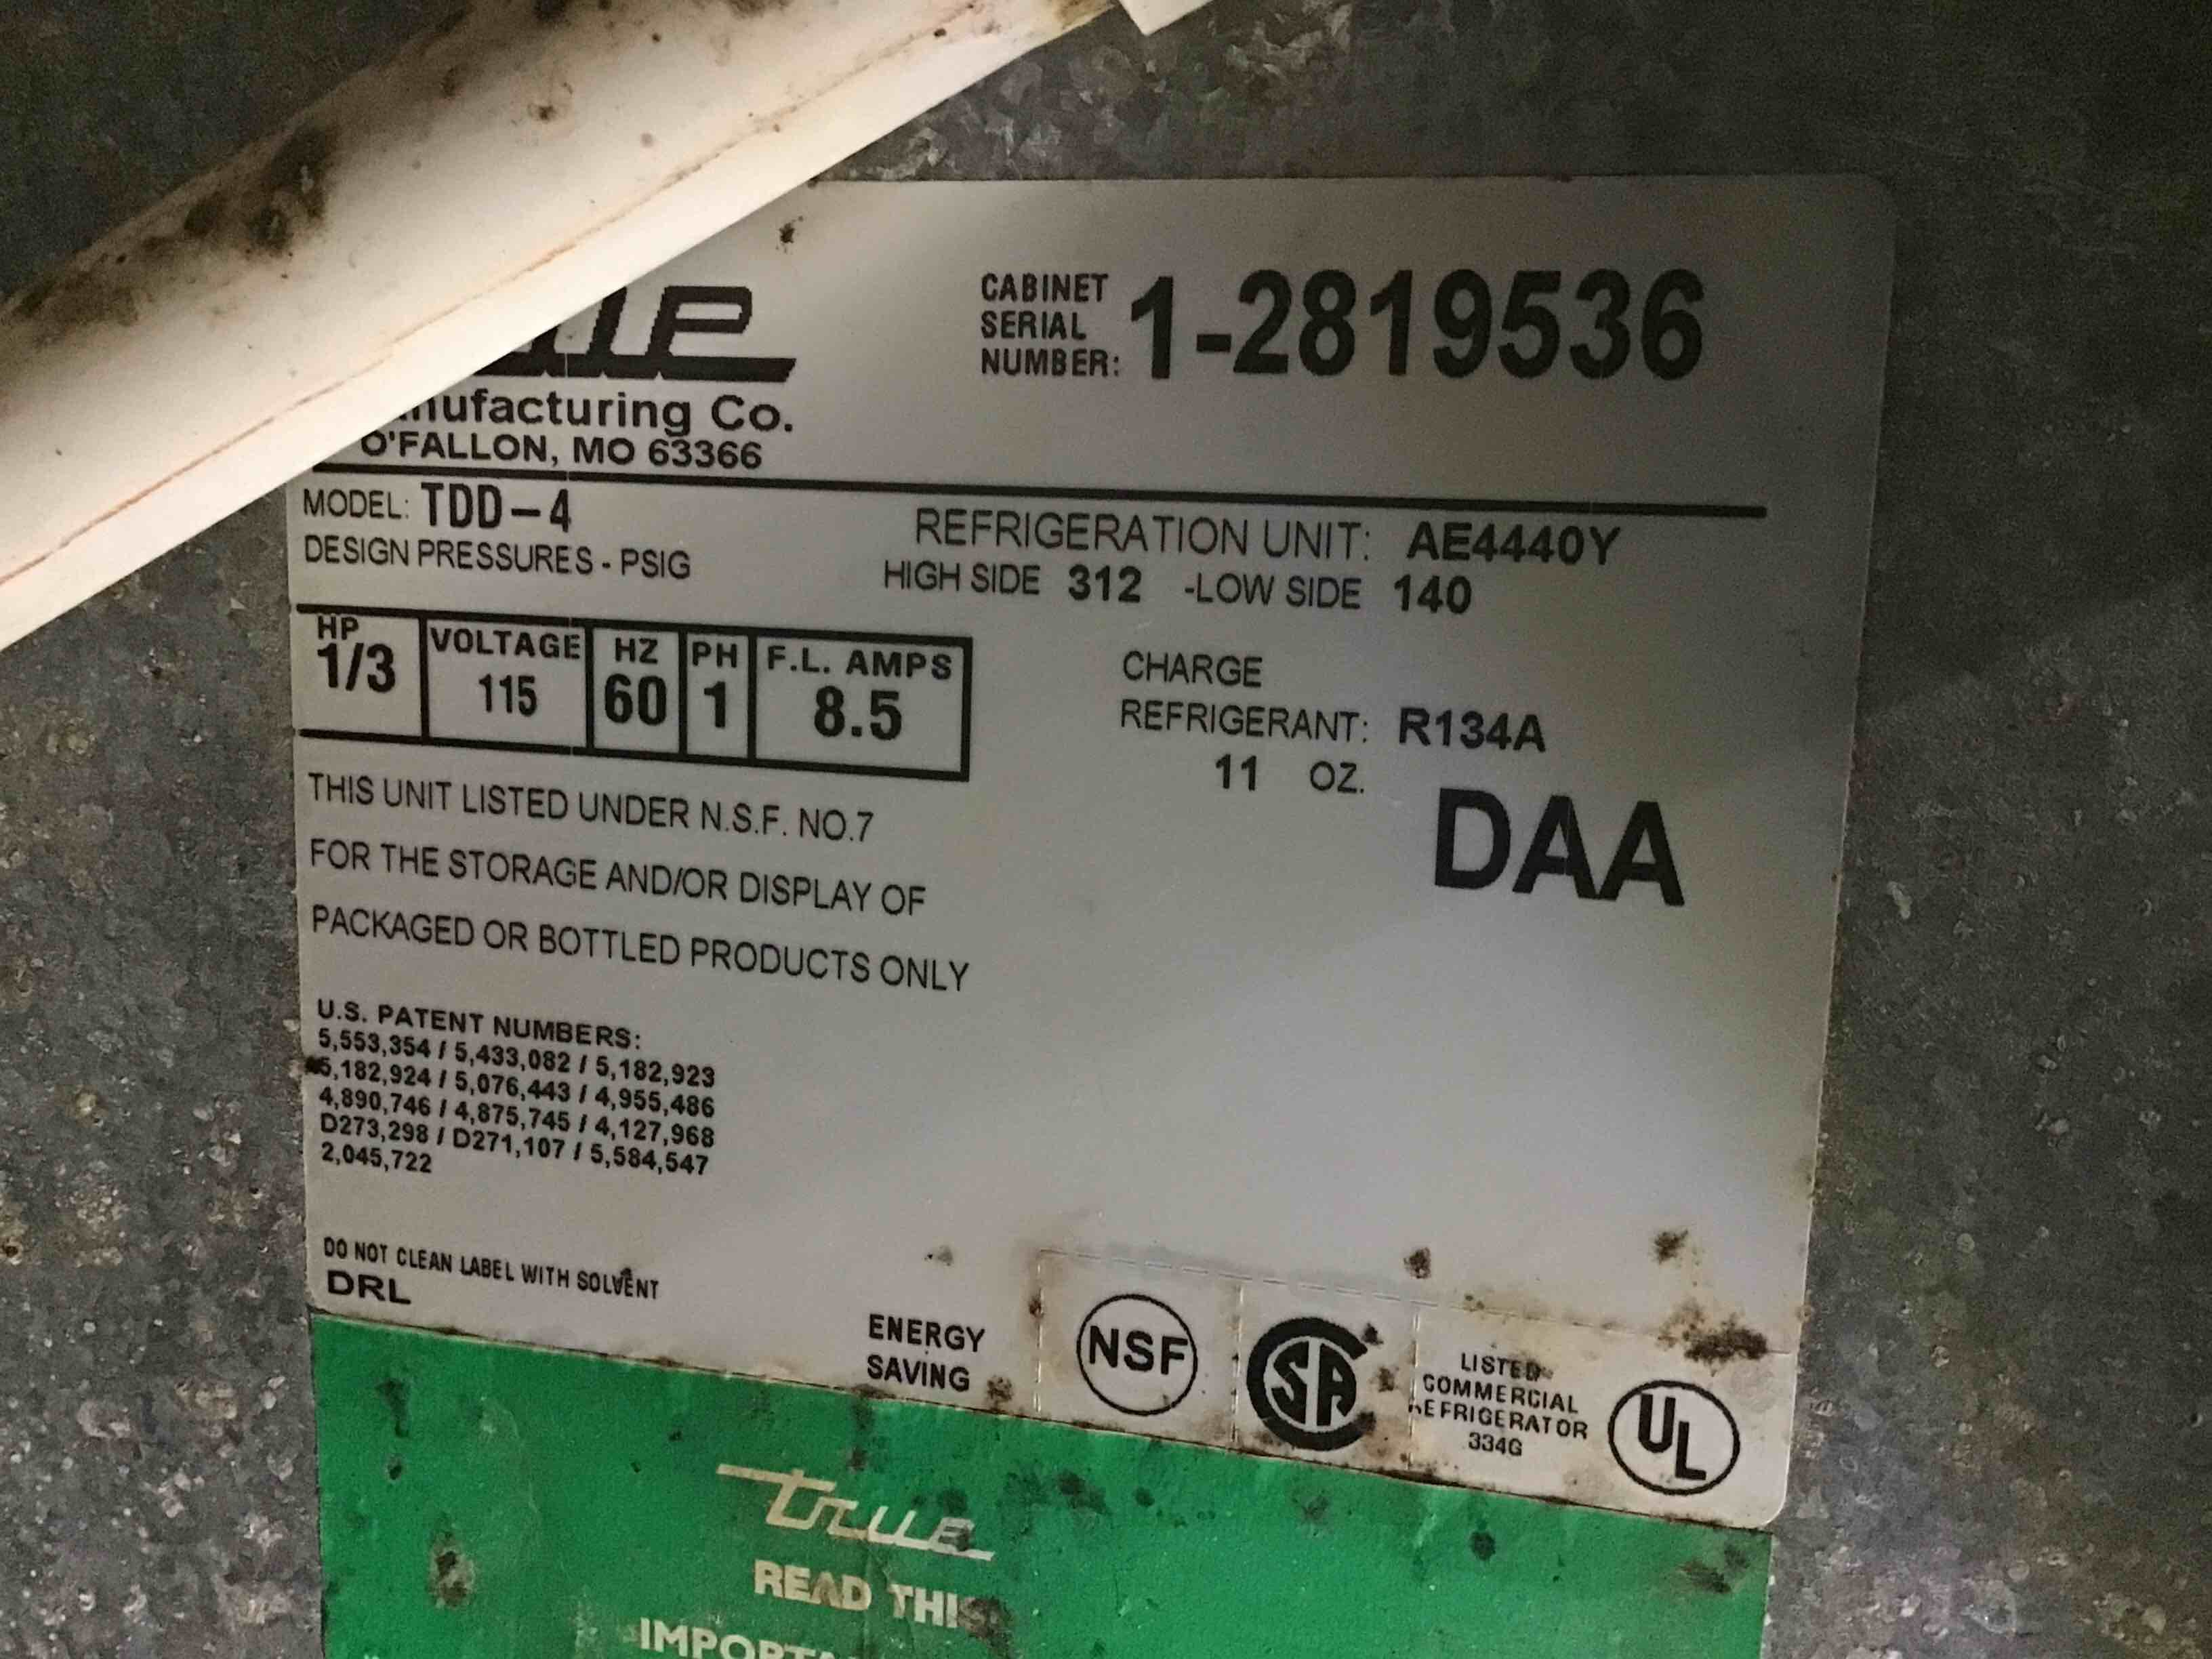 CABINET SERIAL NUMBER: 1-2819536
Co.
O'FALLON, MO 63366
MODEL: TDD-4
REFRIGERATION UNIT: AE4440Y
DESIGN PRESSURES - PSIG
HIGH SIDE 312 -LOW SIDE 140
HP VOLTAGE HZ PH F.L. AMPS
1/3 115 60 1 8.5
CHARGE
REFRIGERANT: R134A
11 OZ.
DAA
THIS UNIT LISTED UNDER N.S.F. NO.7
FOR THE STORAGE AND/OR DISPLAY OF
PACKAGED OR BOTTLED PRODUCTS ONLY
U.S. PATENT NUMBERS:
5,553,354 / 5,433,082 / 5,182,923
5,182,924 / 5,076,443 / 4,955,486
4,890,746 / 4,875,745 / 4,127,968
D273,298 / D271,107 / 5,584,547
2,045,722
DO NOT CLEAN LABEL WITH SOLVENT
DRL
ENERGY
SAVING
NSF
SA
LISTED
COMMERCIAL
REFRIGERATOR
334G
UL
true
READ THIS